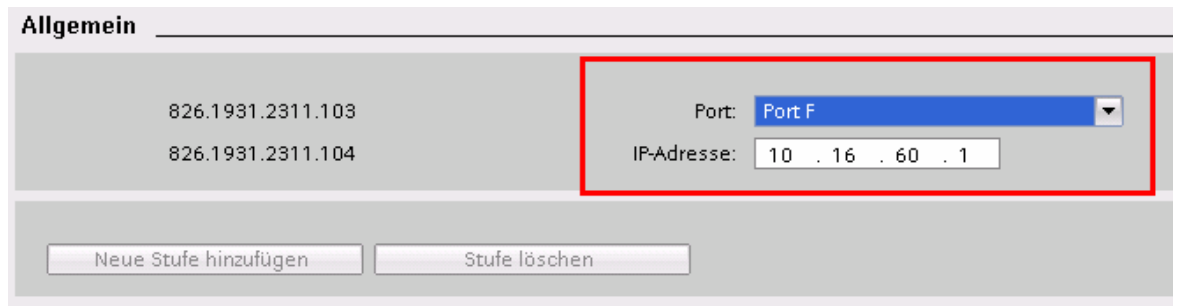 Allgemein
826.1931.2311.103 Port: Port F
826.1931.2311.104 IP-Adresse: 10 . 16 . 60 . 1
Neue Stufe hinzufügen Stufe löschen